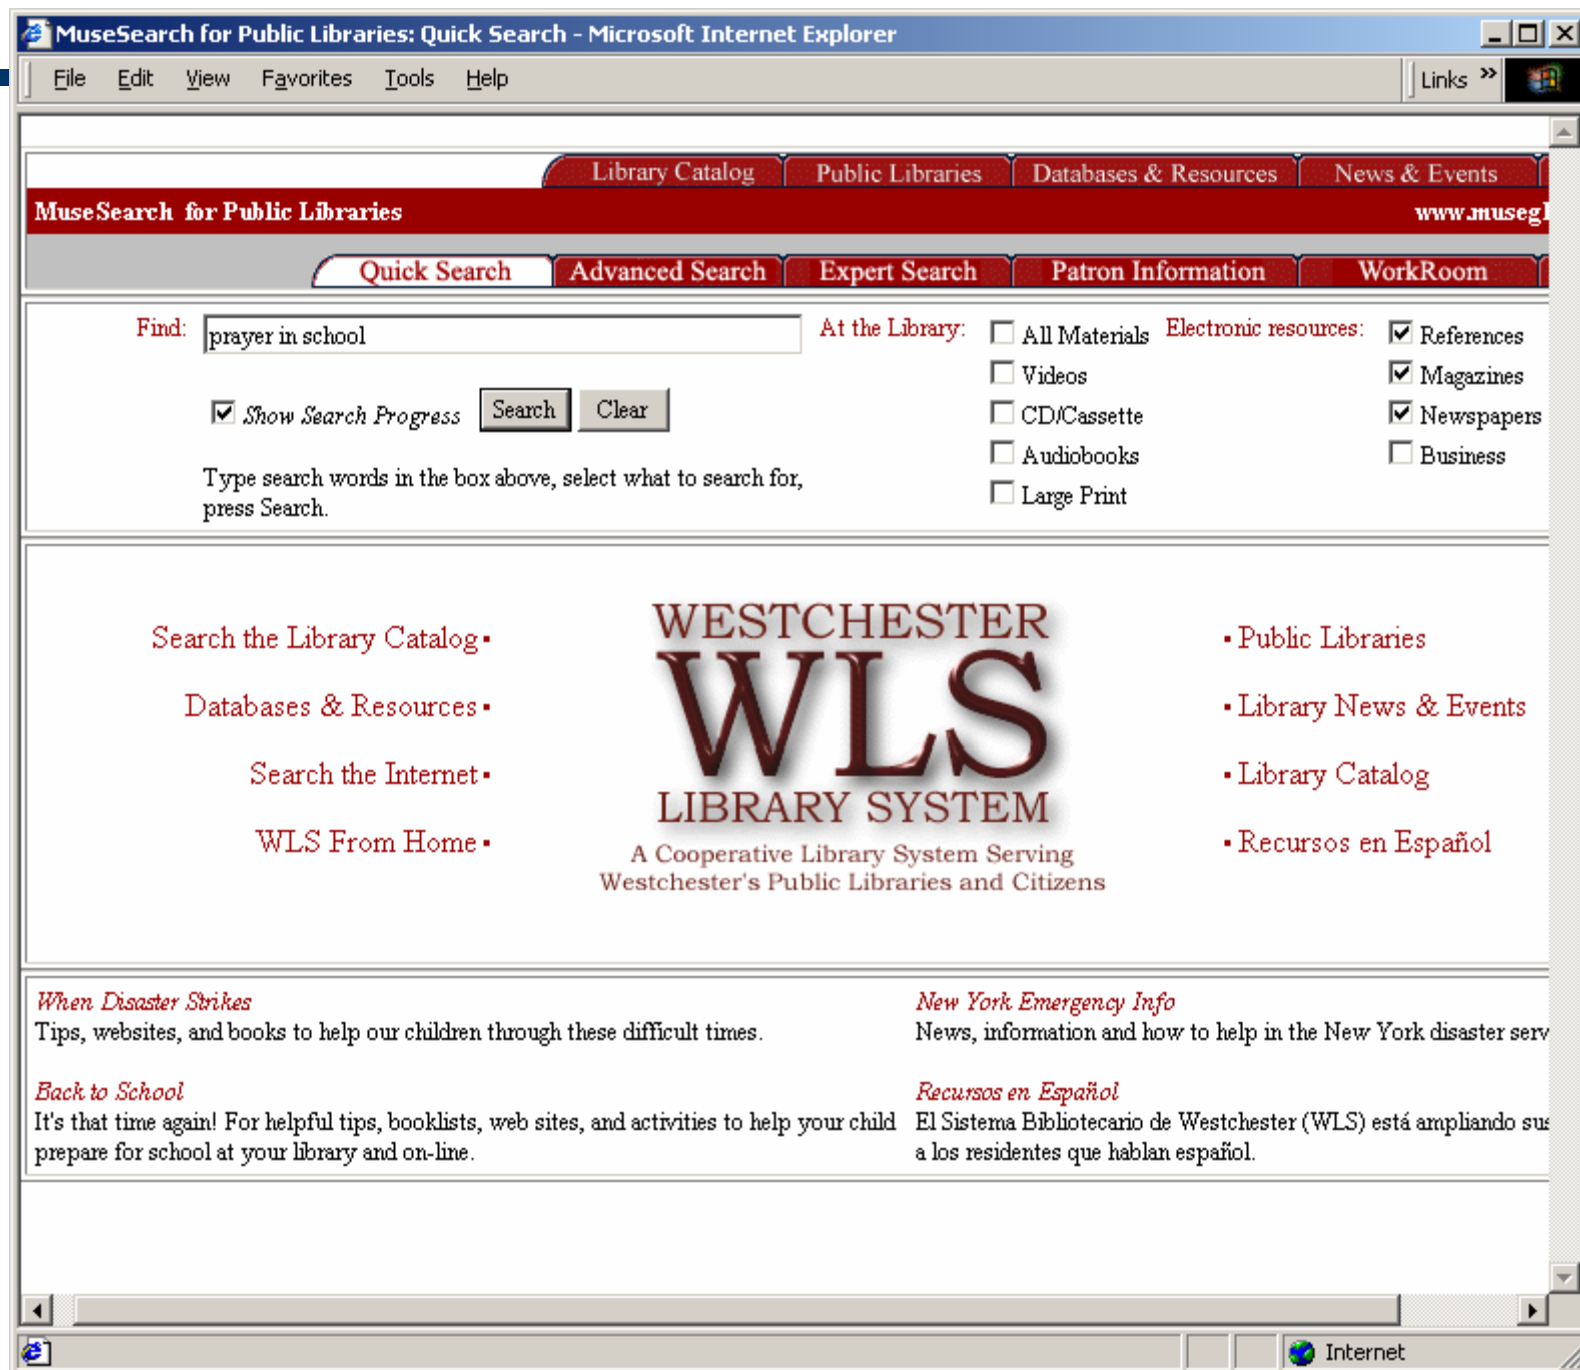 MuseSearch for Public Libraries: Quick Search - Microsoft Internet Explorer
File Edit View Favorites Tools Help Links »
Library Catalog Public Libraries Databases & Resources News & Events
MuseSearch for Public Libraries www.musegl
Quick Search Advanced Search Expert Search Patron Information WorkRoom
Find: prayer in school At the Library: All Materials Electronic resources: References
Videos Magazines
Show Search Progress Search Clear CD/Cassette Newspapers
Audiobooks Business
Type search words in the box above, select what to search for,
press Search. Large Print
WESTCHESTER
WLS
LIBRARY SYSTEM
A Cooperative Library System Serving
Westchester's Public Libraries and Citizens
Search the Library Catalog
Databases & Resources
Search the Internet
WLS From Home
Public Libraries
Library News & Events
Library Catalog
Recursos en Español
When Disaster Strikes
Tips, websites, and books to help our children through these difficult times.
Back to School
It's that time again! For helpful tips, booklists, web sites, and activities to help your child
prepare for school at your library and on-line.
New York Emergency Info
News, information and how to help in the New York disaster serv
Recursos en Español
El Sistema Bibliotecario de Westchester (WLS) está ampliando sus
a los residentes que hablan español.
Internet